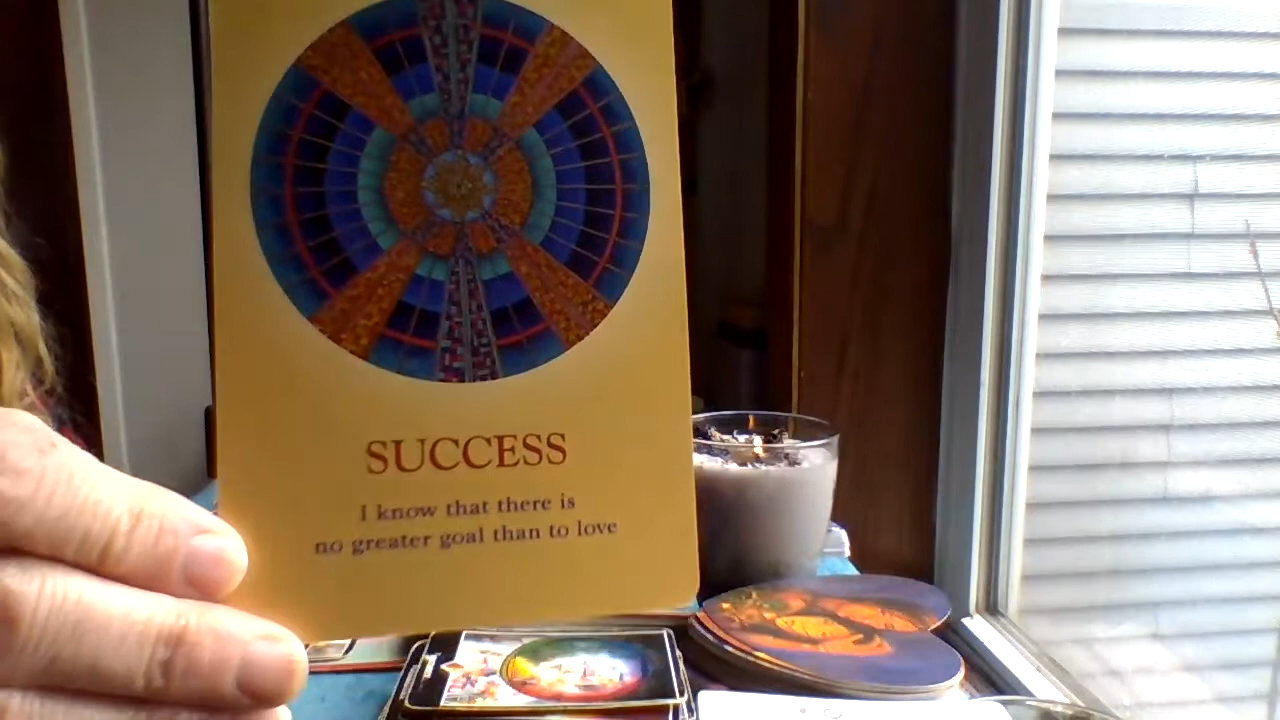 SUCCESS
I know that there is
no greater goal than to love